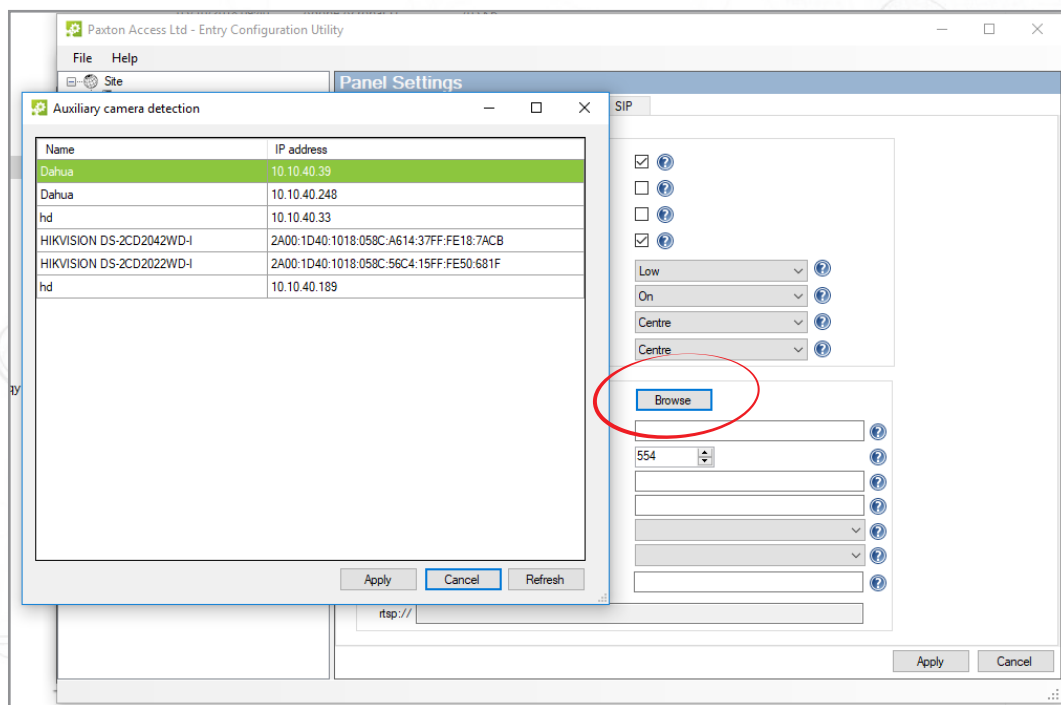 Paxton Access Ltd - Entry Configuration Utility
File Help
Site
Panel Settings
Auxiliary camera detection
SIP
Name IP address
Dahua 10.10.40.39
Dahua 10.10.40.248
hd 10.10.40.33
HIKVISION DS-2CD2042WD-I 2A00:1D40:1018:058C:A614:37FF:FE18:7ACB
HIKVISION DS-2CD2022WD-I 2A00:1D40:1018:058C:56C4:15FF:FE50:681F
hd 10.10.40.189
Low
On
Centre
Centre
Browse
554
Apply Cancel Refresh
rtsp://
Apply Cancel